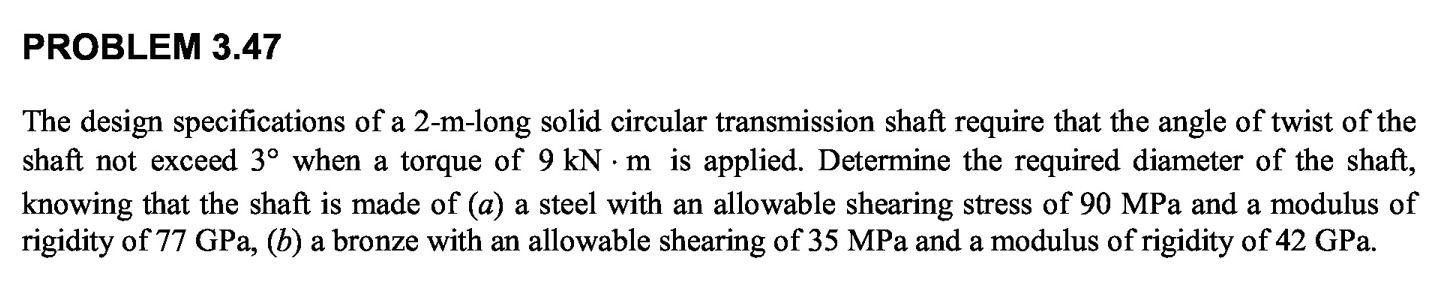 PROBLEM 3.47
The design specifications of a 2-m-long solid circular transmission shaft require that the angle of twist of the
shaft not exceed 3° when a torque of 9 kN · m is applied. Determine the required diameter of the shaft,
knowing that the shaft is made of (a) a steel with an allowable shearing stress of 90 MPa and a modulus of
rigidity of 77 GPa, (b) a bronze with an allowable shearing of 35 MPa and a modulus of rigidity of 42 GPa.